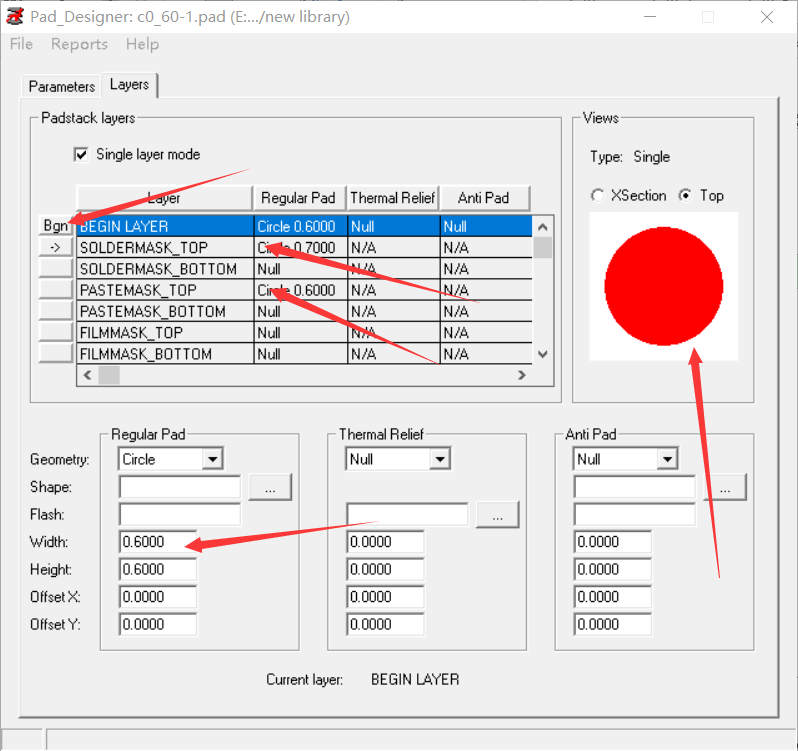 Pad_Designer: c0_60-1.pad (E:.../new library)
File Reports Help
Parameters Layers
Padstack layers
Single layer mode
Layer Regular Pad Thermal Relief Anti Pad
Bgn BEGIN LAYER Circle 0.6000 Null Null
-> SOLDERMASK_TOP Circle 0.7000 N/A N/A
SOLDERMASK_BOTTOM Null N/A N/A
PASTEMASK_TOP Circle 0.6000 N/A N/A
PASTEMASK_BOTTOM Null N/A N/A
FILMMASK_TOP Null N/A N/A
FILMMASK_BOTTOM Null N/A N/A
Views
Type: Single
XSection Top
Regular Pad Thermal Relief Anti Pad
Geometry: Circle Null Null
Shape: ... ...
Flash: ...
Width: 0.6000 0.0000 0.0000
Height: 0.6000 0.0000 0.0000
Offset X: 0.0000 0.0000 0.0000
Offset Y: 0.0000 0.0000 0.0000
Current layer: BEGIN LAYER